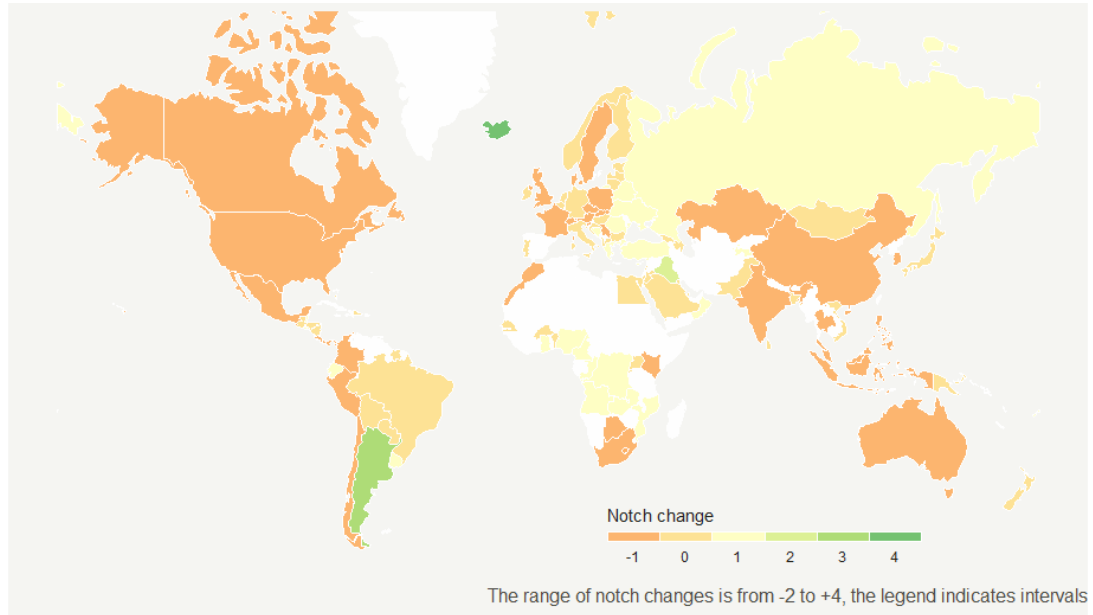 Notch change
-1 0 1 2 3 4
The range of notch changes is from -2 to +4, the legend indicates intervals